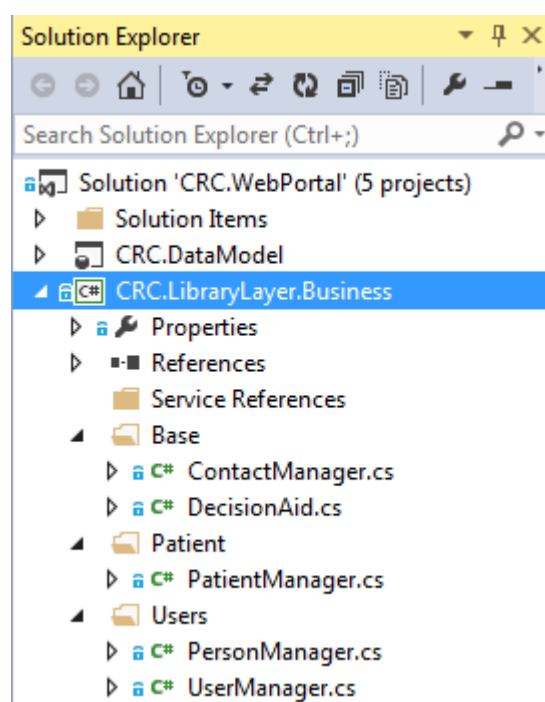 Solution Explorer
Search Solution Explorer (Ctrl+;)
Solution 'CRC.WebPortal' (5 projects)
Solution Items
CRC.DataModel
C# CRC.LibraryLayer.Business
Properties
References
Service References
Base
C# ContactManager.cs
C# DecisionAid.cs
Patient
C# PatientManager.cs
Users
C# PersonManager.cs
C# UserManager.cs